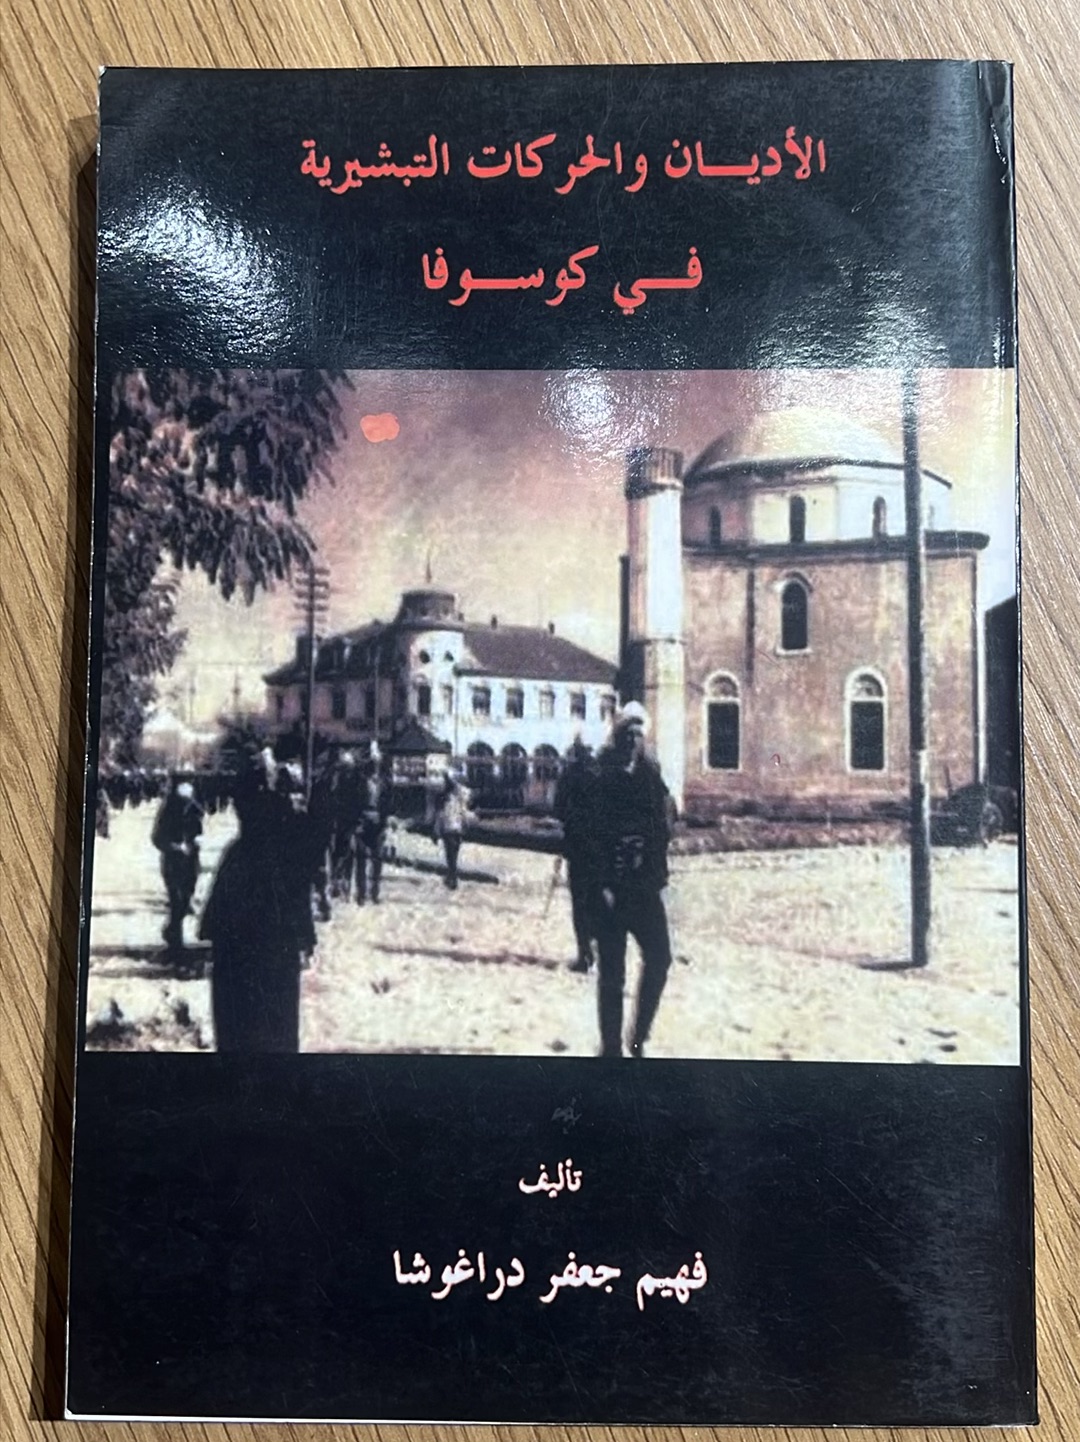 الأديان والحركات التبشيرية
في كوسوفا
تأليف
فهيم جعفر دراغوشا